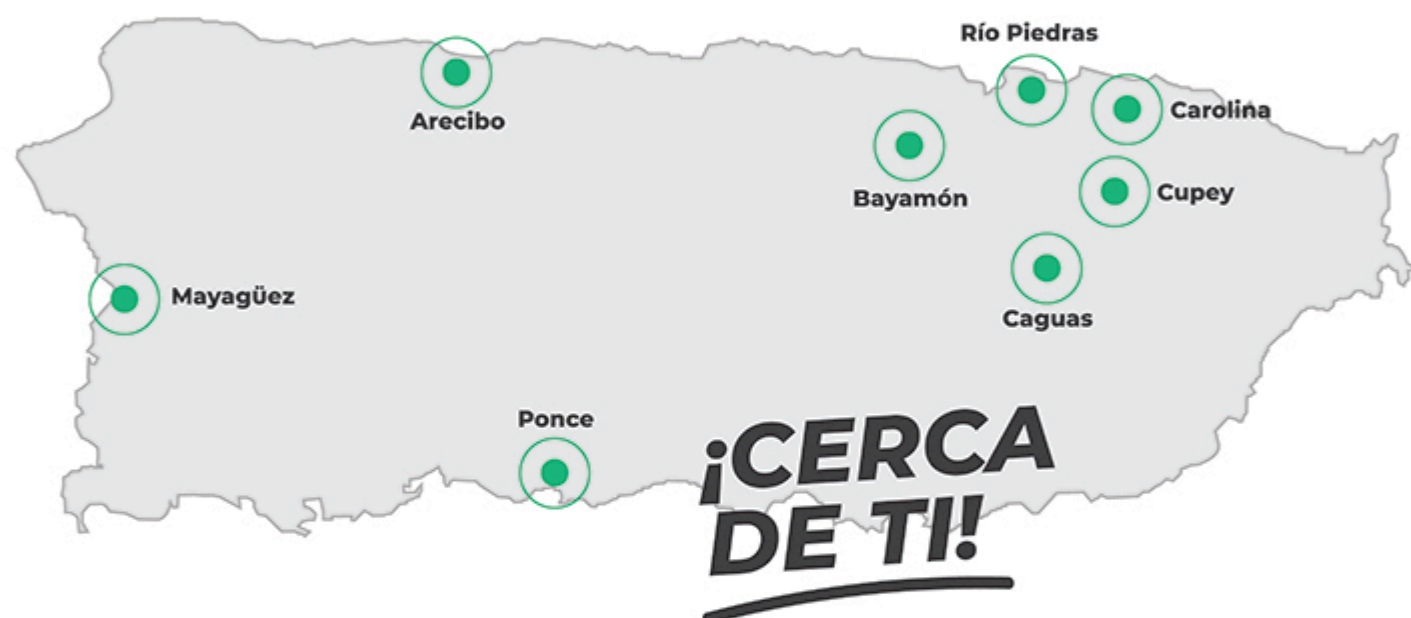 Río Piedras
Arecibo
Carolina
Bayamón
Cupey
Mayagüez
Caguas
Ponce
¡CERCA
DE TI!